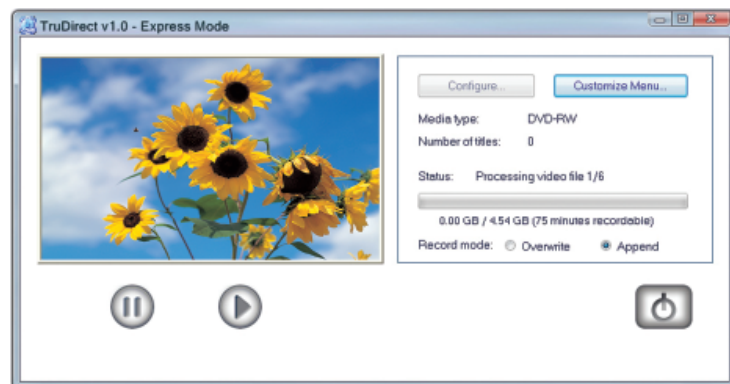 TruDirect v1.0 - Express Mode
Configure... Customize Menu...
Media type: DVD-RW
Number of titles: 0
Status: Processing video file 1/6
0.00 GB / 4.54 GB (75 minutes recordable)
Record mode: Overwrite Append